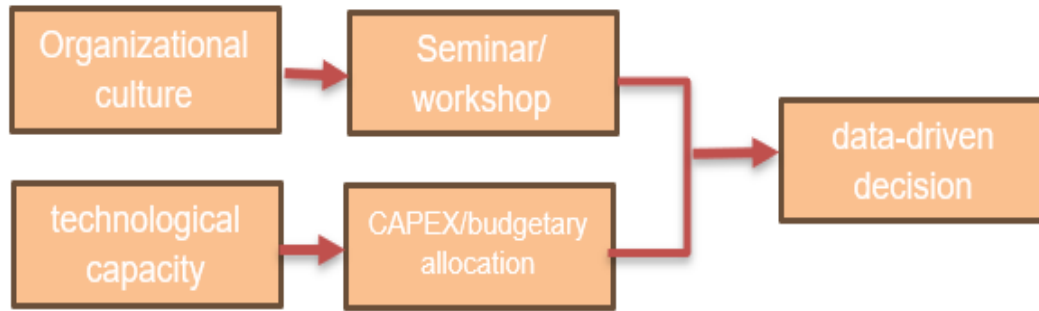 Organizational
culture
Seminar/
workshop
data-driven
decision
technological
capacity
CAPEX/budgetary
allocation